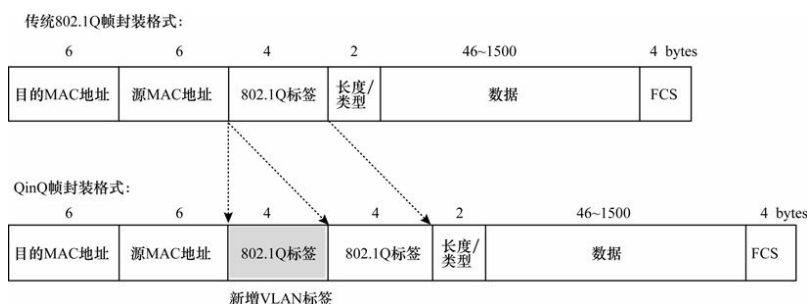 传统802.1Q帧封装格式:
6 6 4 2 46~1500 4 bytes
目的MAC地址 源MAC地址 802.1Q标签 长度/类型 数据 FCS
QinQ帧封装格式:
6 6 4 4 2 46~1500 4 bytes
目的MAC地址 源MAC地址 802.1Q标签 802.1Q标签 长度/类型 数据 FCS
新增VLAN标签